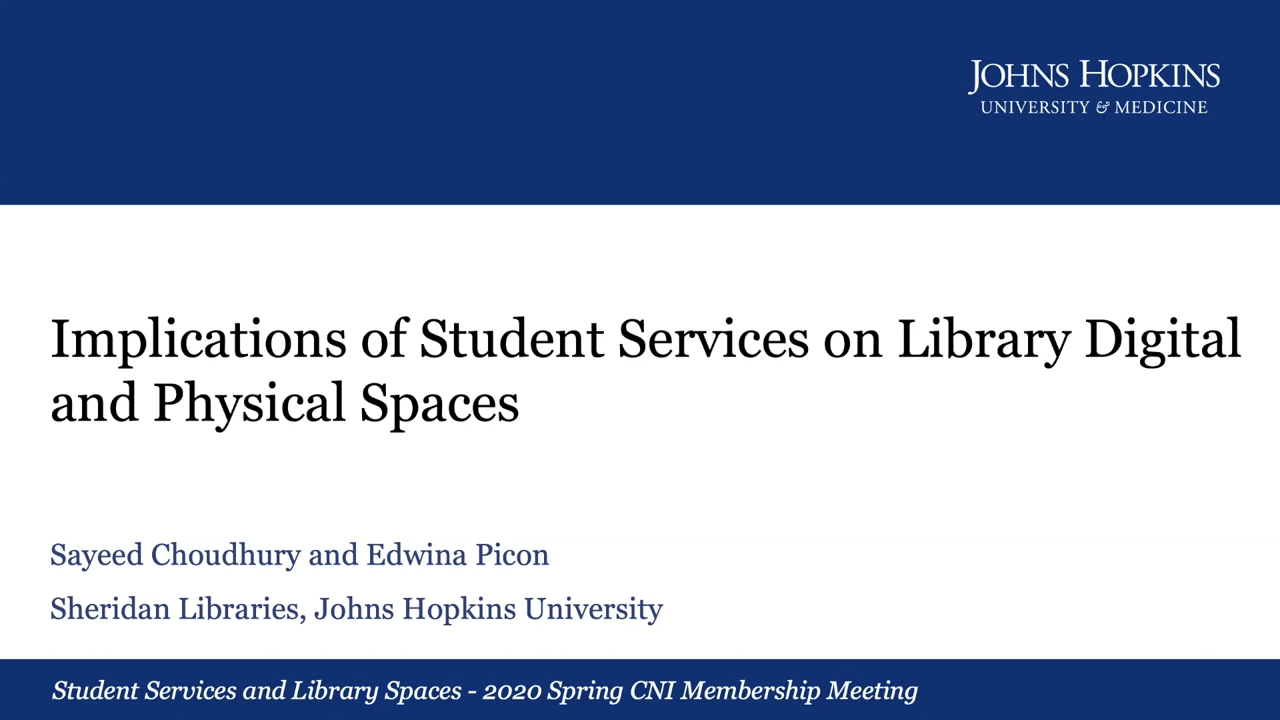 JOHNS HOPKINS
UNIVERSITY & MEDICINE
Implications of Student Services on Library Digital
and Physical Spaces
Sayeed Choudhury and Edwina Picon
Sheridan Libraries, Johns Hopkins University
Student Services and Library Spaces - 2020 Spring CNI Membership Meeting